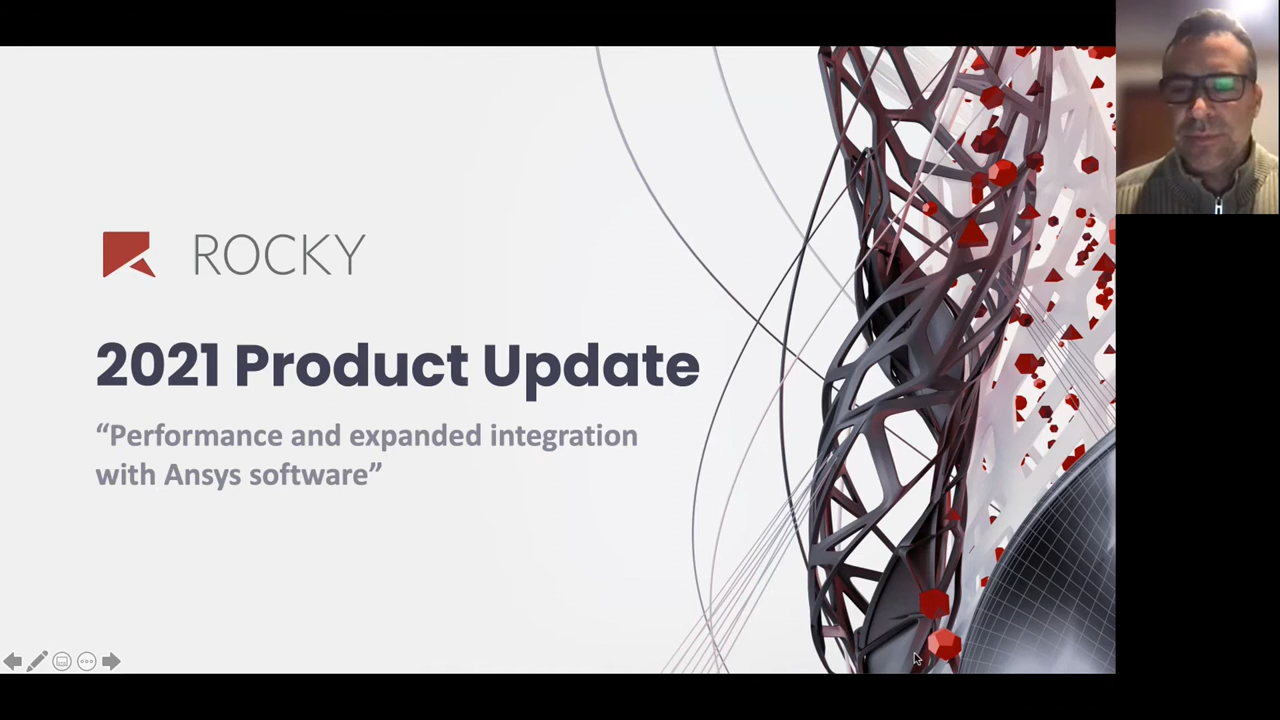 ROCKY
2021 Product Update
“Performance and expanded integration
with Ansys software”